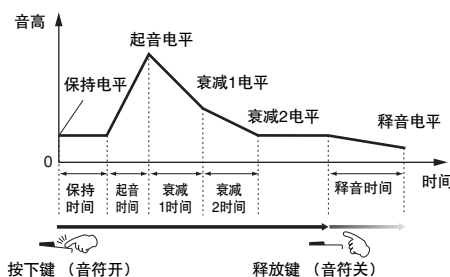 音高
起音电平
保持电平
衰减1电平
衰减2电平
释音电平
0
时间
保持
时间
起音
时间
衰减
1时间
衰减
2时间
释音时间
按下键 （音符开）
释放键 （音符关）